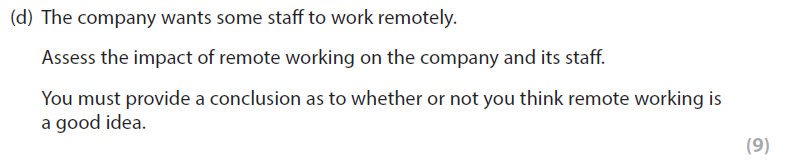 (d) The company wants some staff to work remotely.
Assess the impact of remote working on the company and its staff.
You must provide a conclusion as to whether or not you think remote working is
a good idea.
(9)